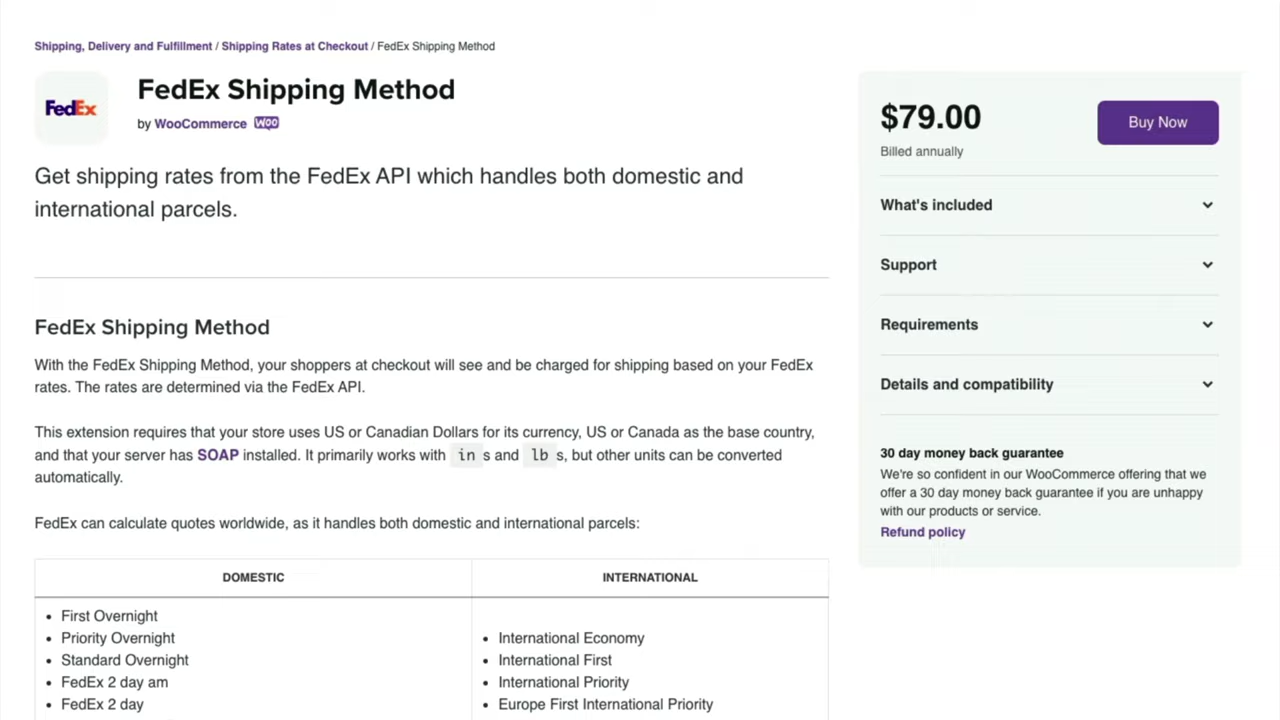 Shipping, Delivery and Fulfillment / Shipping Rates at Checkout / FedEx Shipping Method
FedEx
FedEx Shipping Method
by WooCommerce WOO
Get shipping rates from the FedEx API which handles both domestic and
international parcels.
FedEx Shipping Method
With the FedEx Shipping Method, your shoppers at checkout will see and be charged for shipping based on your FedEx
rates. The rates are determined via the FedEx API.
This extension requires that your store uses US or Canadian Dollars for its currency, US or Canada as the base country,
and that your server has SOAP installed. It primarily works with in s and lb s, but other units can be converted
automatically.
FedEx can calculate quotes worldwide, as it handles both domestic and international parcels:
DOMESTIC
• First Overnight
• Priority Overnight
• Standard Overnight
• FedEx 2 day am
• FedEx 2 day
INTERNATIONAL
• International Economy
• International First
• International Priority
• Europe First International Priority
$79.00
Buy Now
Billed annually
What's included
Support
Requirements
Details and compatibility
30 day money back guarantee
We're so confident in our WooCommerce offering that we
offer a 30 day money back guarantee if you are unhappy
with our products or service.
Refund policy